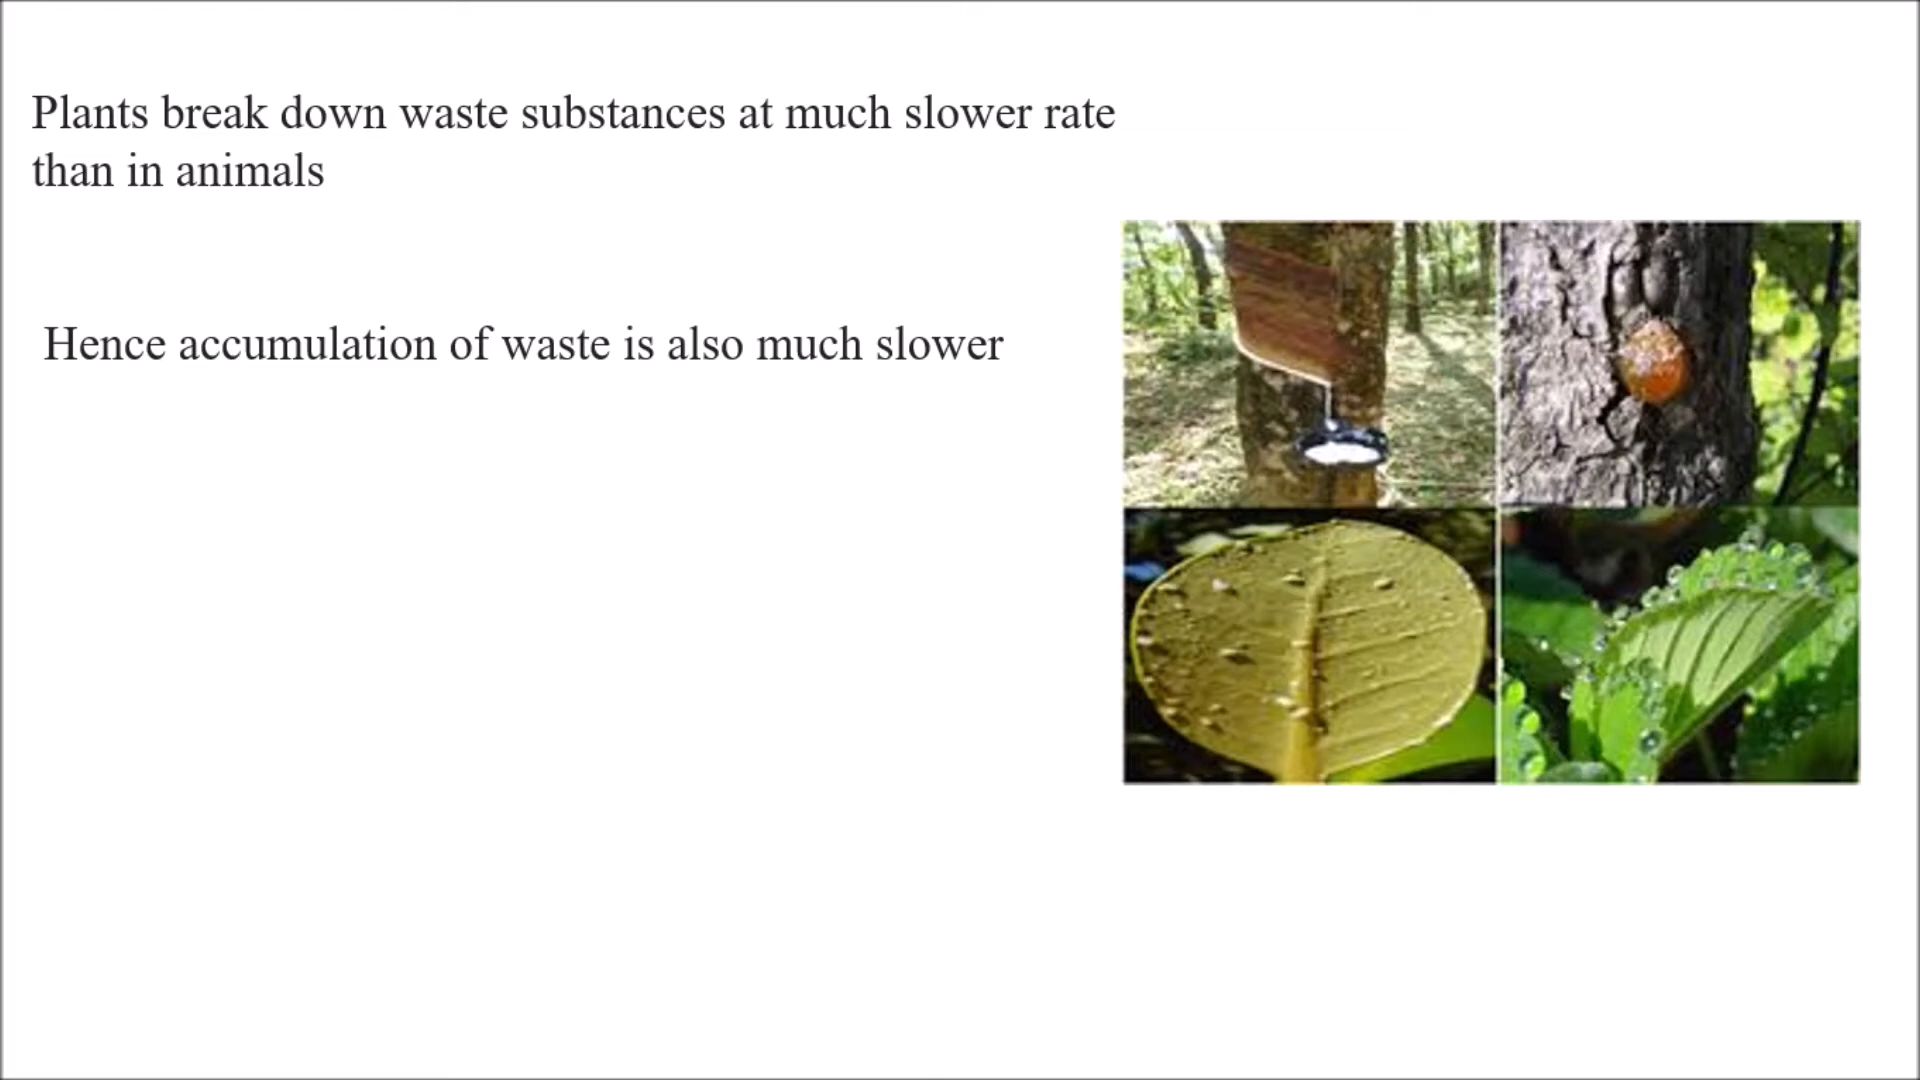 Plants break down waste substances at much slower rate
than in animals
Hence accumulation of waste is also much slower